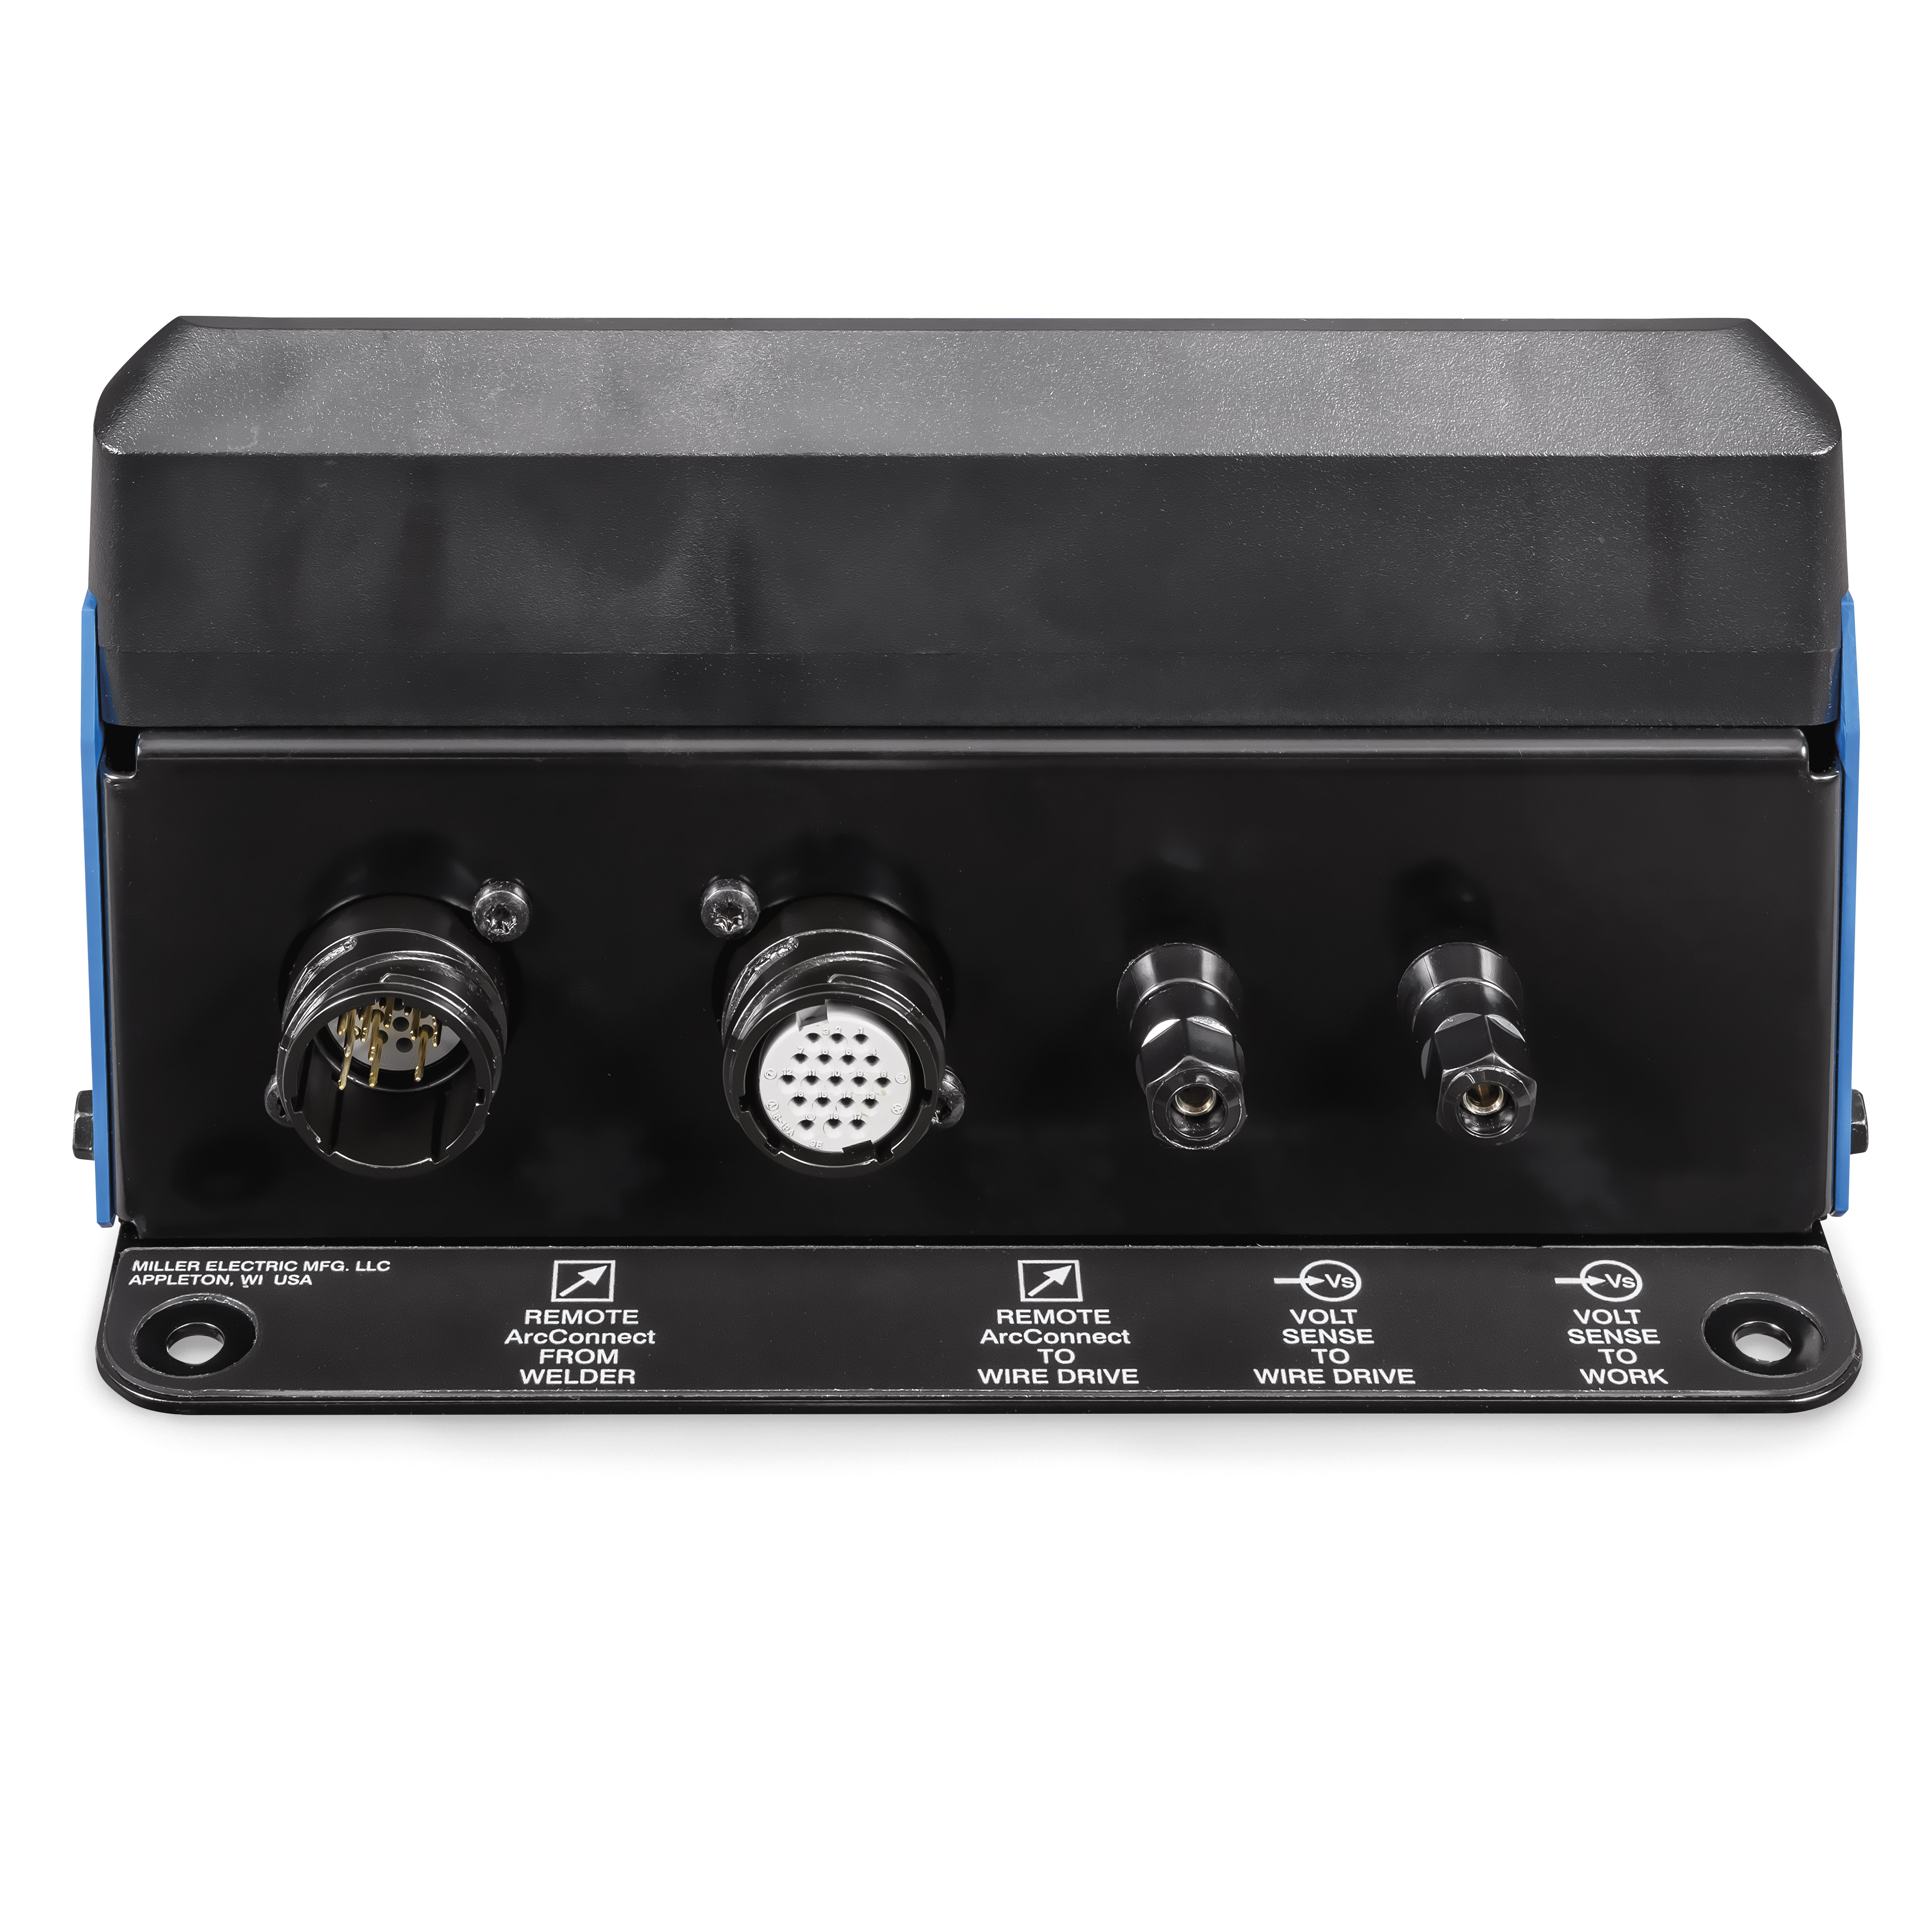 MILLER ELECTRIC MFG. LLC
APPLETON, WI USA
REMOTE
ArcConnect
FROM
WELDER
REMOTE
ArcConnect
TO
WIRE DRIVE
Vs
VOLT
SENSE
TO
WIRE DRIVE
Vs
VOLT
SENSE
TO
WORK